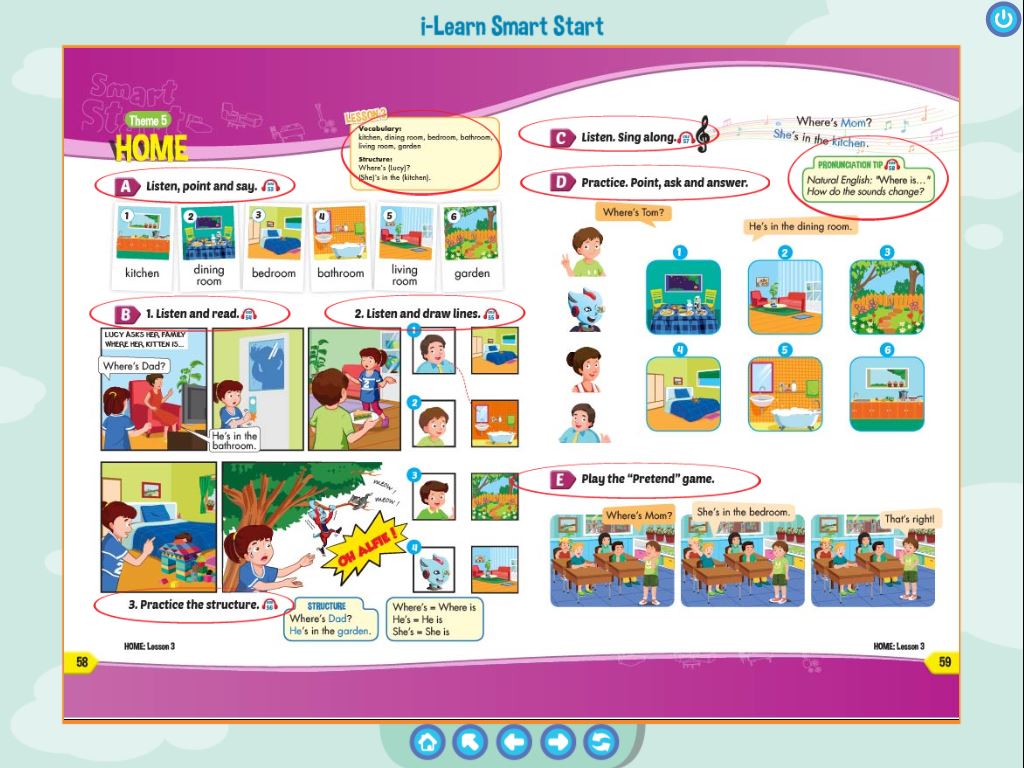 i-Learn Smart Start
Smart
Start
Theme 5
HOME
LESSON 3
Vocabulary:
kitchen, dining room, bedroom, bathroom,
living room, garden
Structure:
Where's (Lucy)?
(She)'s in the (kitchen).
A Listen, point and say.
1
2
3
4
5
6
kitchen
dining
room
bedroom
bathroom
living
room
garden
B 1. Listen and read.
LUCY ASKS HER, FAMILY
WHERE HER, KITTEN IS...
Where's Dad?
He's in the
bathroom.
meow!
meow!
OH ALFIE!
2. Listen and draw lines.
1
2
3
4
3. Practice the structure.
STRUCTURE
Where's Dad?
He's in the garden.
Where's = Where is
He's = He is
She's = She is
HOME: Lesson 3
58
C Listen. Sing along.
Where's Mom?
She's in the kitchen.
PRONUNCIATION TIP
Natural English: "Where is..."
How do the sounds change?
D Practice. Point, ask and answer.
Where's Tom?
He's in the dining room.
1
2
3
4
5
6
E Play the "Pretend" game.
Where's Mom?
She's in the bedroom.
That's right!
HOME: Lesson 3
59